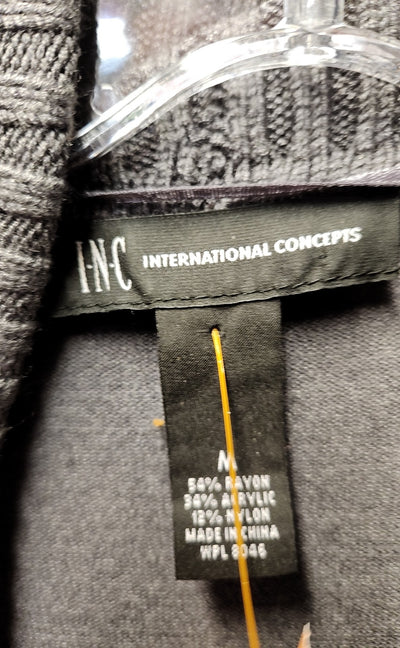 I·N·C INTERNATIONAL CONCEPTS
M
54% RAYON
34% ACRYLIC
12% NYLON
MADE IN CHINA
WPL 8046